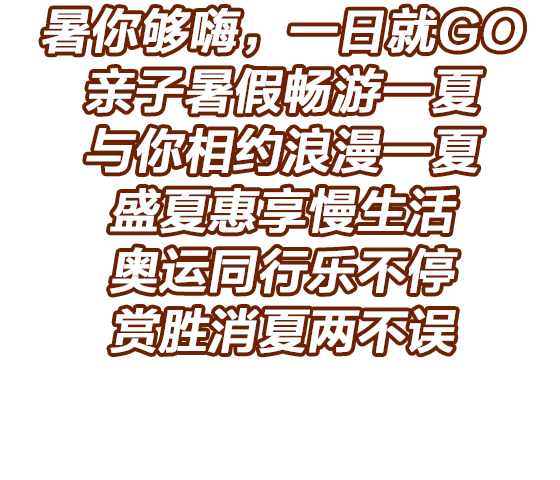 暑你够嗨，一日就GO
亲子暑假畅游一夏
与你相约浪漫一夏
盛夏惠享慢生活
奥运同行乐不停
赏胜消夏两不误